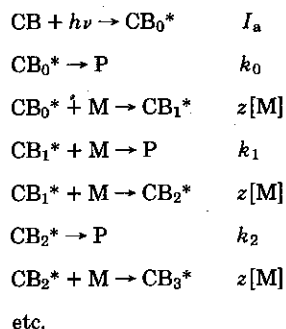 CB + hν → CB₀* Iₐ
CB₀* → P k₀
CB₀* + M → CB₁* z[M]
CB₁* + M → P k₁
CB₁* + M → CB₂* z[M]
CB₂* → P k₂
CB₂* + M → CB₃* z[M]
etc.